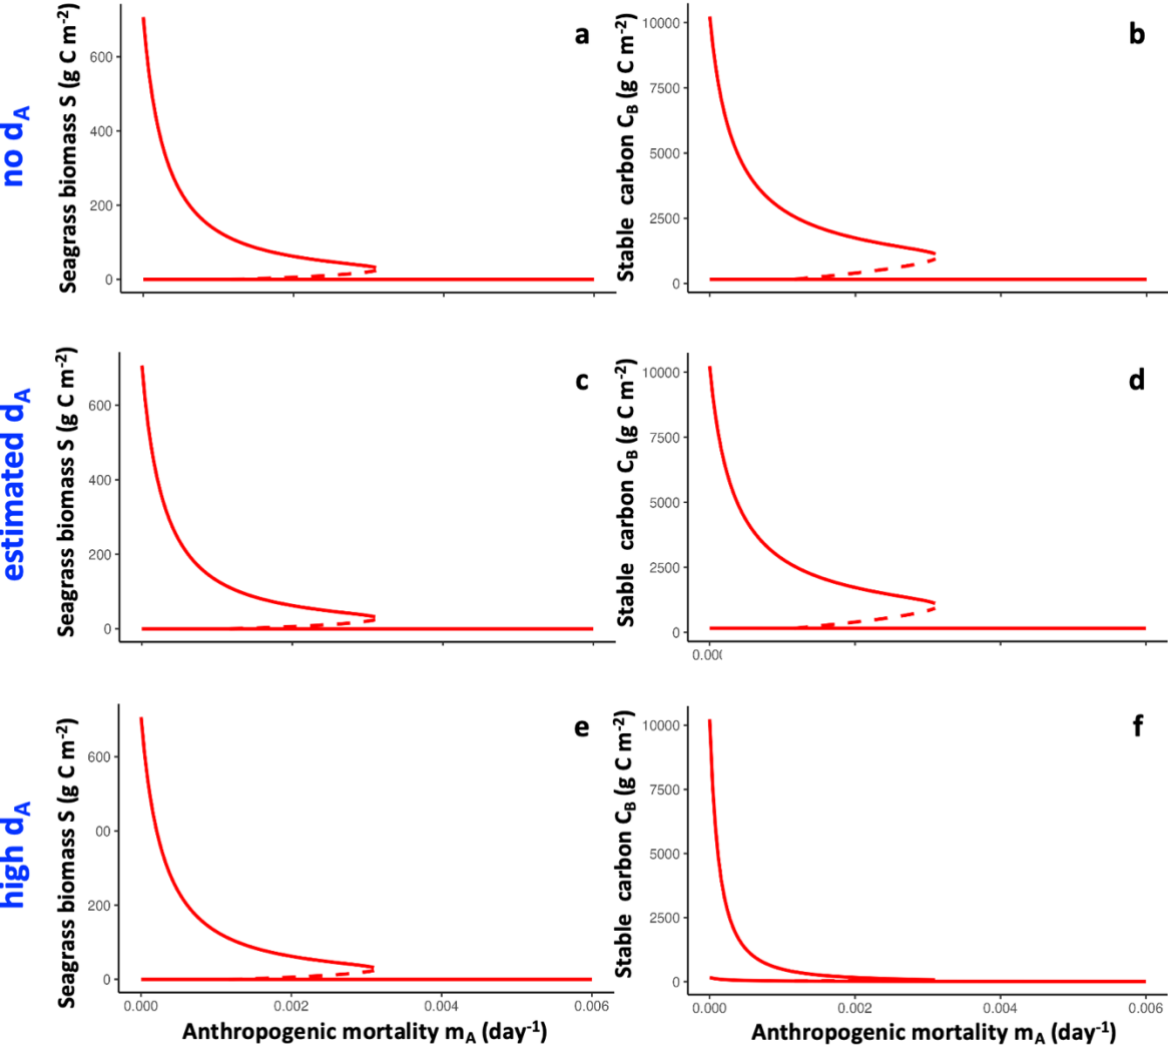 no dA
Seagrass biomass S (g C m-2)
600
400
200
0
a
Stable carbon CB (g C m-2)
10000
7500
5000
2500
0
b
estimated dA
Seagrass biomass S (g C m-2)
600
400
200
0
c
Stable carbon CB (g C m-2)
10000
7500
5000
2500
0
0.00
d
high dA
Seagrass biomass S (g C m-2)
600
00
200
0
e
0.000 0.002 0.004 0.006
Anthropogenic mortality mA (day-1)
Stable carbon CB (g C m-2)
10000
7500
5000
2500
0
f
0.000 0.002 0.004 0.006
Anthropogenic mortality mA (day-1)